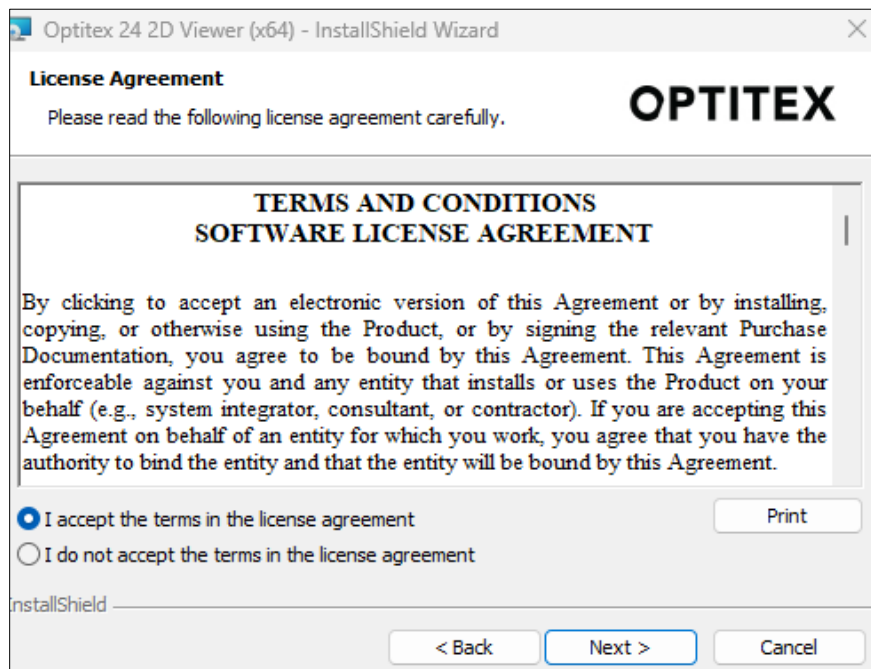 Optitex 24 2D Viewer (x64) - InstallShield Wizard
License Agreement
Please read the following license agreement carefully.
OPTITEX
TERMS AND CONDITIONS
SOFTWARE LICENSE AGREEMENT
By clicking to accept an electronic version of this Agreement or by installing,
copying, or otherwise using the Product, or by signing the relevant Purchase
Documentation, you agree to be bound by this Agreement. This Agreement is
enforceable against you and any entity that installs or uses the Product on your
behalf (e.g., system integrator, consultant, or contractor). If you are accepting this
Agreement on behalf of an entity for which you work, you agree that you have the
authority to bind the entity and that the entity will be bound by this Agreement.
I accept the terms in the license agreement
Print
I do not accept the terms in the license agreement
InstallShield
< Back
Next >
Cancel